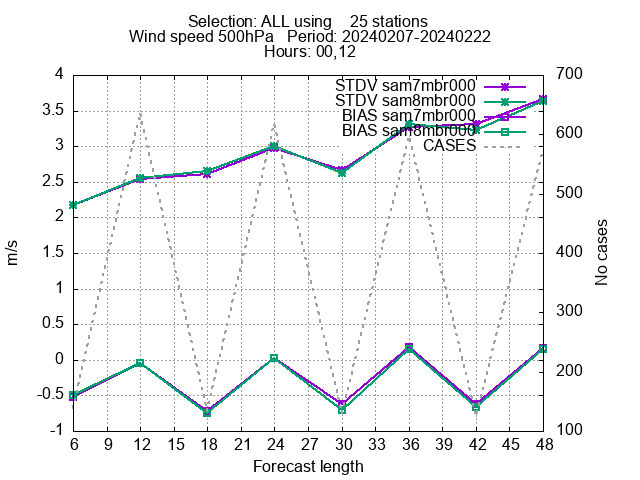 Selection: ALL using 25 stations
Wind speed 500hPa Period: 20240207-20240222
Hours: 00,12
4
3.5
3
2.5
2
1.5
1
0.5
0
-0.5
-1
m/s
700
600
500
400
300
200
100
No cases
STDV sam7mbr000
STDV sam8mbr000
BIAS sam7mbr000
BIAS sam8mbr000
CASES
6 9 12 15 18 21 24 27 30 33 36 39 42 45 48
Forecast length